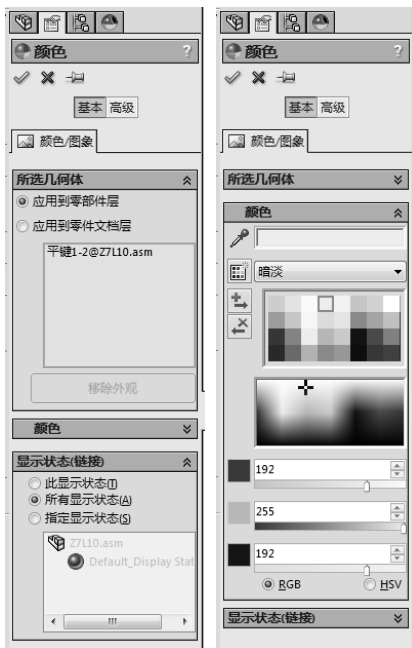 颜色
?
基本 高级
颜色/图象
所选几何体
应用到零部件层
应用到零件文档层
平键1-2@Z7L10.asm
移除外观
颜色
显示状态(链接)
此显示状态(I)
所有显示状态(A)
指定显示状态(S)
Z7L10.asm
Default_Display Stat
颜色
?
基本 高级
颜色/图象
所选几何体
颜色
暗淡
192
255
192
RGB HSV
显示状态(链接)